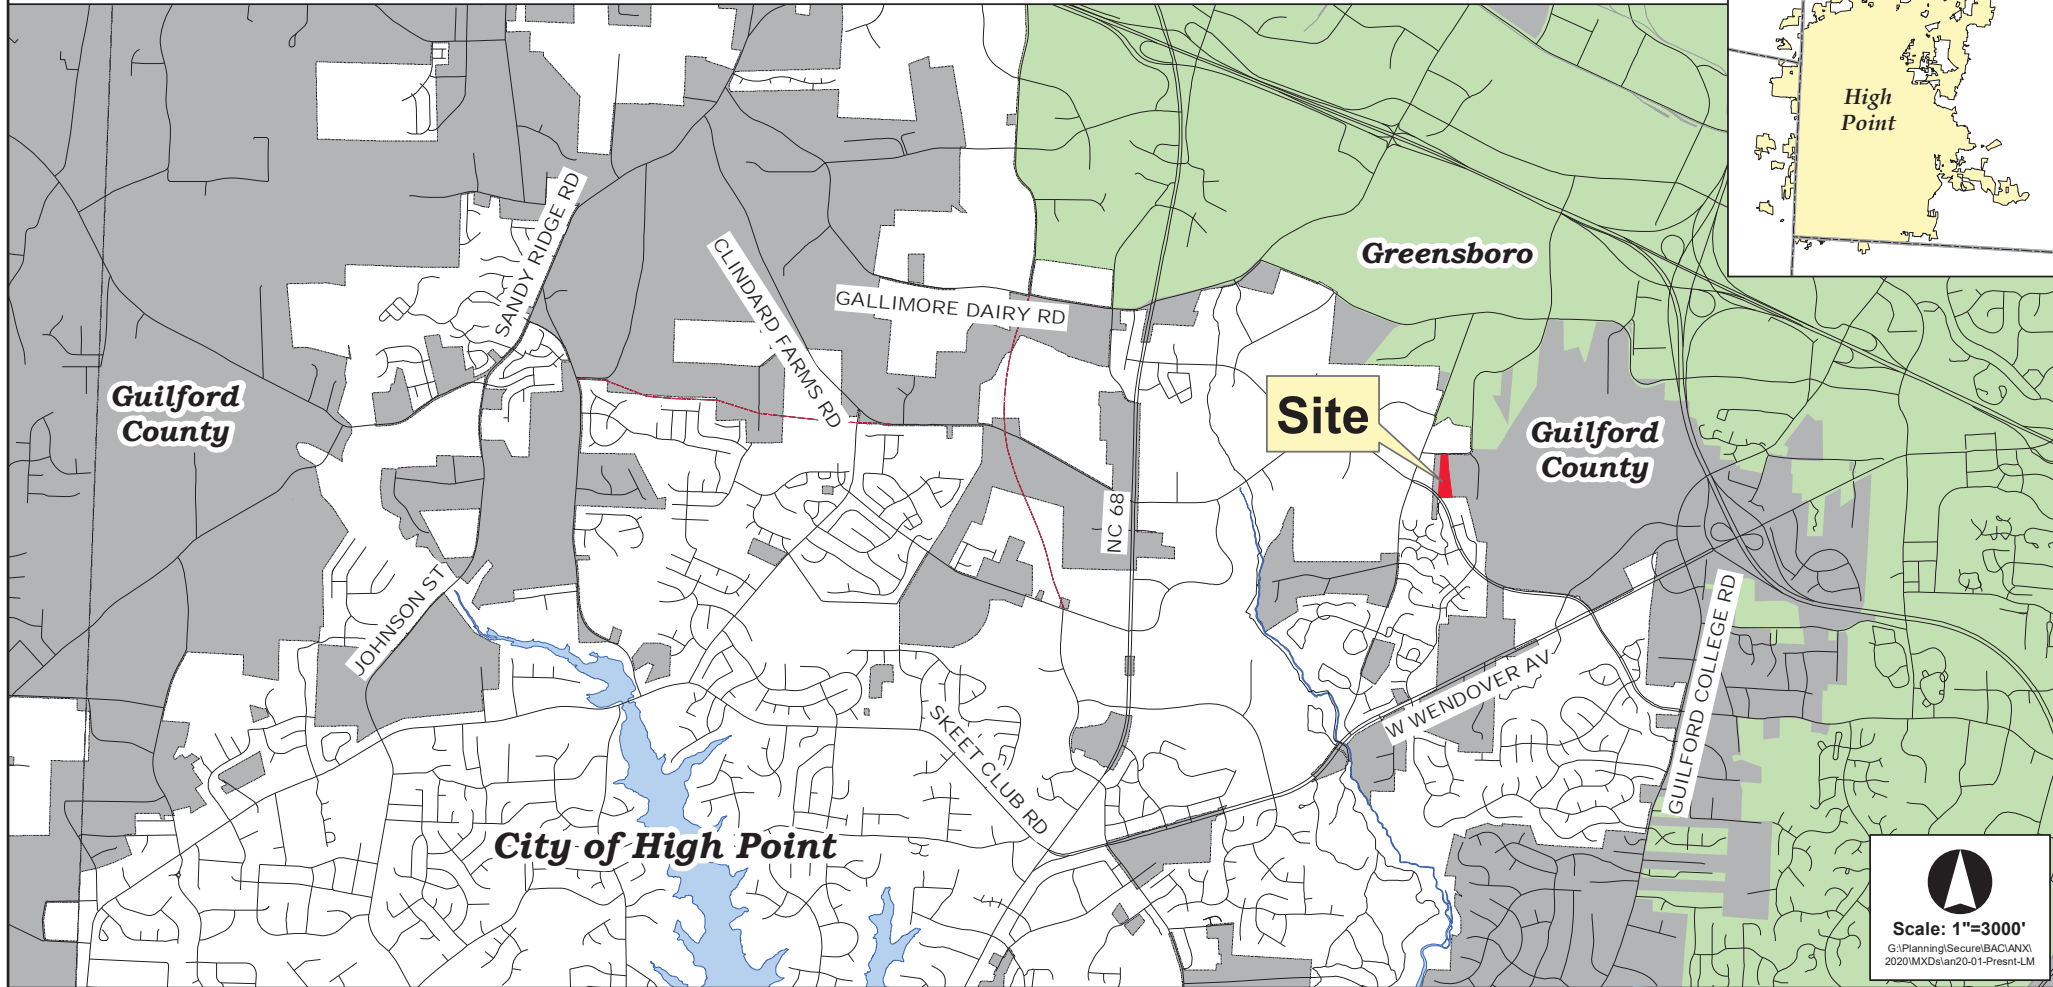 High
Point
Greensboro
SANDY RIDGE RD
CLINDARD FARMS RD
GALLIMORE DAIRY RD
Guilford
County
Site
Guilford
County
NC 68
JOHNSON ST
GUILFORD COLLEGE RD
W WENDOVER AV
SKEET CLUB RD
City of High Point
Scale: 1"=3000'
G:\Planning\Secure\BAC\ANX\
2020\MXDs\an20-01-Presnt-LM